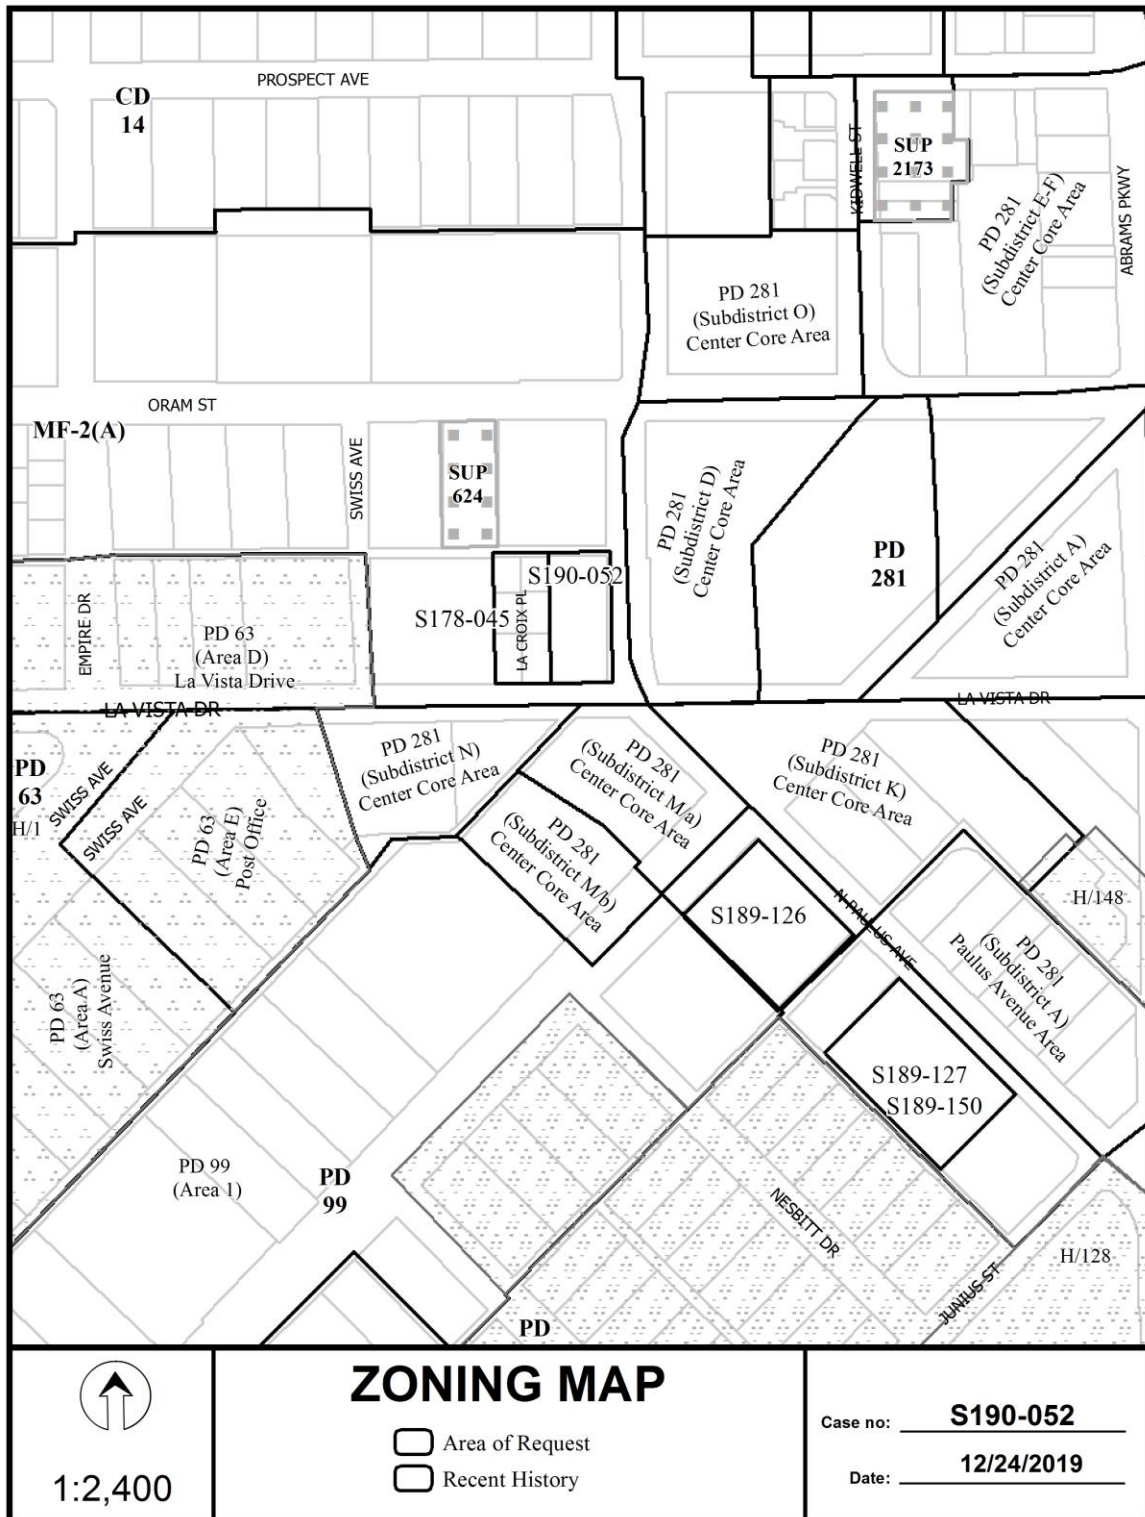 PROSPECT AVE
CD
14
KIDWELL ST
SUP
2173
PD 281
(Subdistrict E-F)
Center Core Area
ABRAMS PKWY
PD 281
(Subdistrict O)
Center Core Area
ORAM ST
MF-2(A)
SWISS AVE
SUP
624
PD 281
(Subdistrict D)
Center Core Area
PD
281
PD 281
(Subdistrict A)
Center Core Area
S190-052
S178-045
LA CROIX PL
EMPIRE DR
PD 63
(Area D)
La Vista Drive
LA VISTA DR
LA VISTA DR
PD
63
H/1
SWISS AVE
SWISS AVE
PD 63
(Area E)
Post Office
PD 281
(Subdistrict N)
Center Core Area
PD 281
(Subdistrict M/a)
Center Core Area
PD 281
(Subdistrict K)
Center Core Area
PD 281
(Subdistrict M/b)
Center Core Area
S189-126
N PAULUS AVE
H/148
PD 281
(Subdistrict A)
Paulus Avenue Area
PD 63
(Area A)
Swiss Avenue
S189-127
S189-150
PD 99
(Area 1)
PD
99
NESBITT DR
JUNIUS ST
H/128
PD
1:2,400
ZONING MAP
Area of Request
Recent History
Case no: S190-052
Date: 12/24/2019